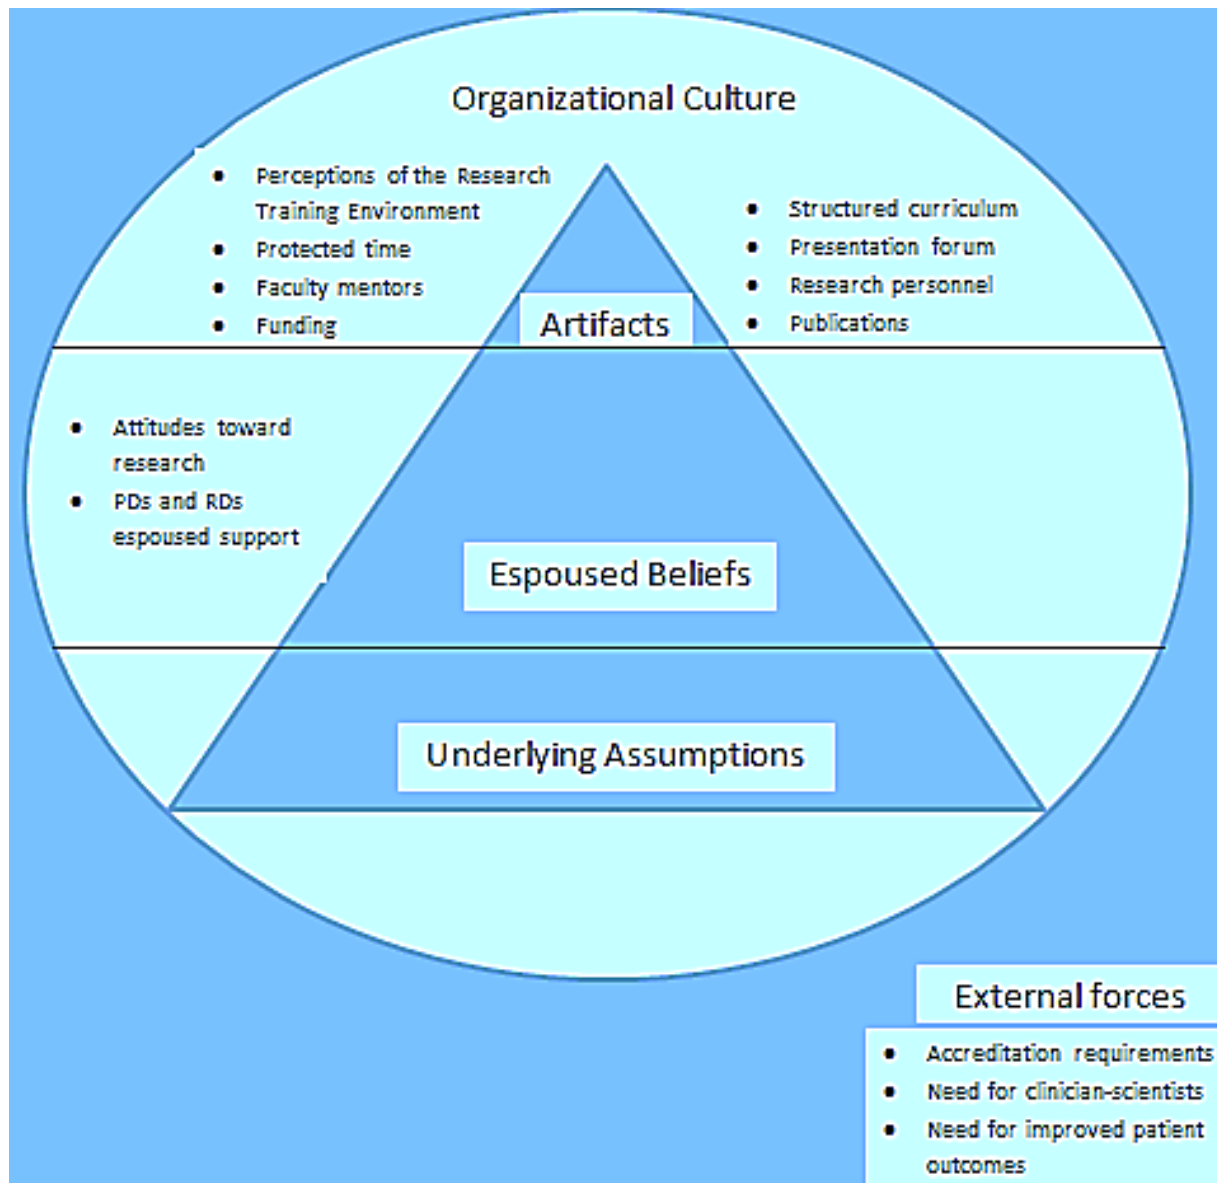 Organizational Culture
• Perceptions of the Research
Training Environment
• Protected time
• Faculty mentors
• Funding
• Structured curriculum
• Presentation forum
• Research personnel
• Publications
Artifacts
• Attitudes toward
research
• PDs and RDs
espoused support
Espoused Beliefs
Underlying Assumptions
External forces
• Accreditation requirements
• Need for clinician-scientists
• Need for improved patient
outcomes